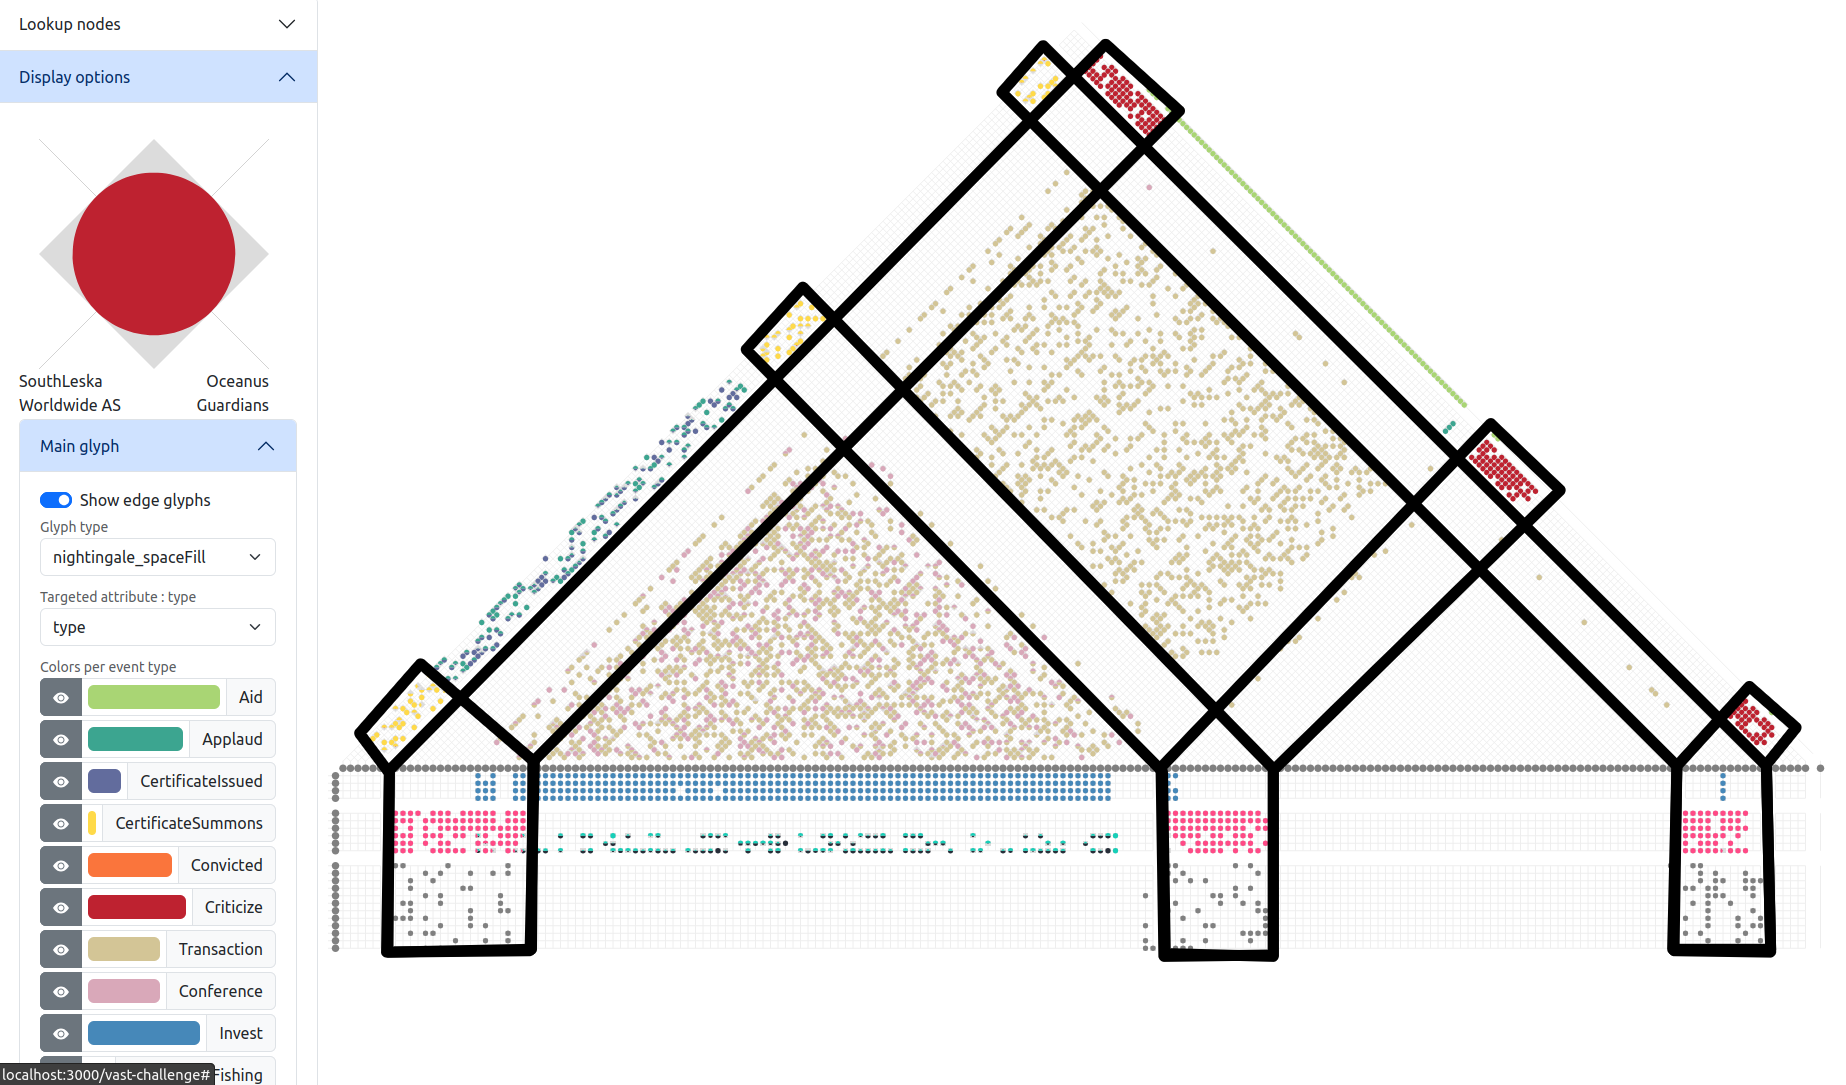 Lookup nodes
Display options
SouthLeska
Worldwide AS
Oceanus
Guardians
Main glyph
Show edge glyphs
Glyph type
nightingale_spaceFill
Targeted attribute : type
type
Colors per event type
Aid
Applaud
CertificateIssued
CertificateSummons
Convicted
Criticize
Transaction
Conference
Invest
Fishing
localhost:3000/vast-challenge#